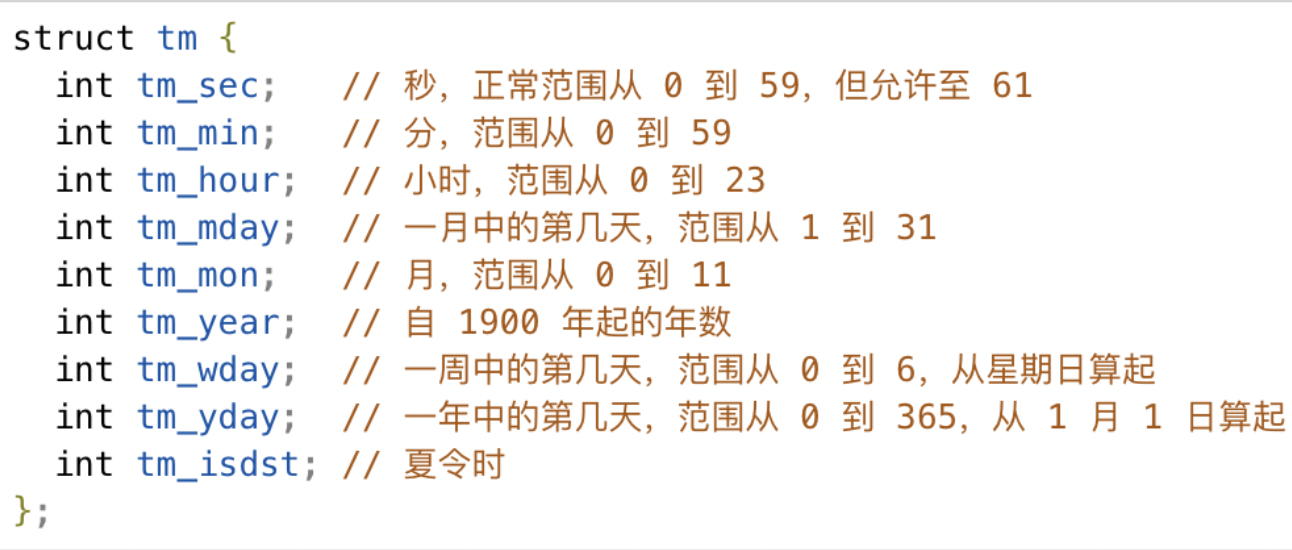 struct tm {
  int tm_sec;   // 秒，正常范围从 0 到 59，但允许至 61
  int tm_min;   // 分，范围从 0 到 59
  int tm_hour;  // 小时，范围从 0 到 23
  int tm_mday;  // 一月中的第几天，范围从 1 到 31
  int tm_mon;   // 月，范围从 0 到 11
  int tm_year;  // 自 1900 年起的年数
  int tm_wday;  // 一周中的第几天，范围从 0 到 6，从星期日算起
  int tm_yday;  // 一年中的第几天，范围从 0 到 365，从 1 月 1 日算起
  int tm_isdst; // 夏令时
};